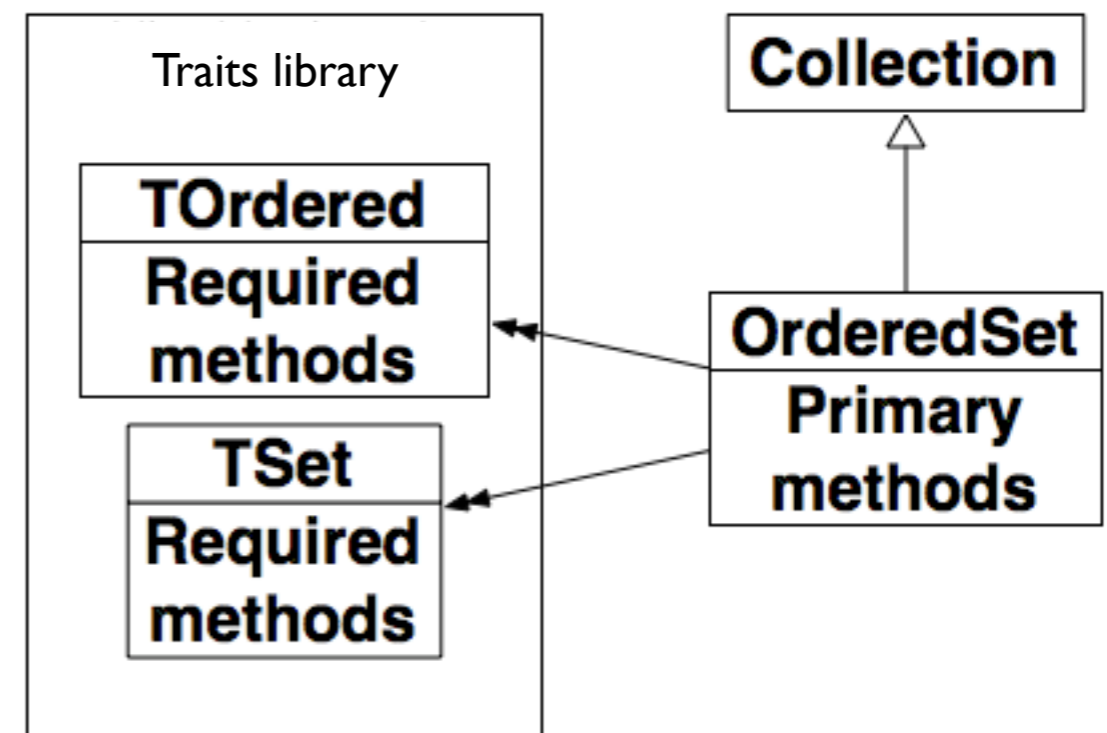 Traits library
TOrdered
Required
methods
TSet
Required
methods
Collection
OrderedSet
Primary
methods